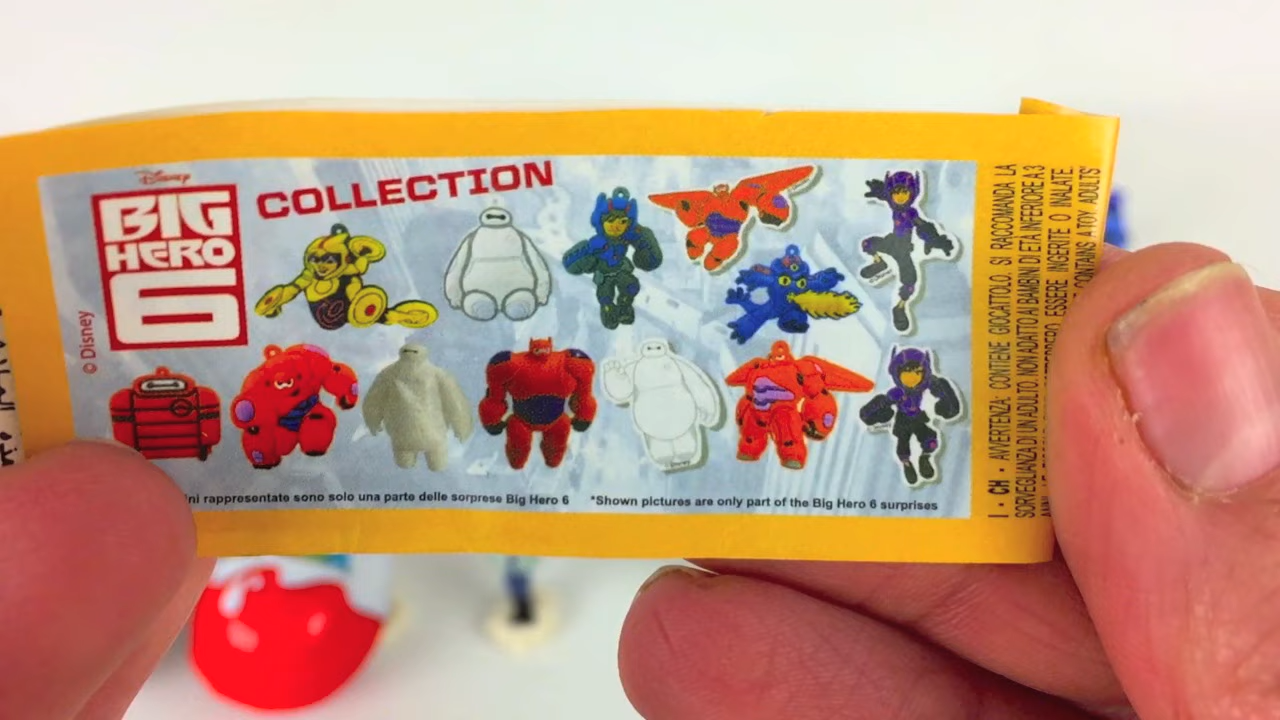 Disney
BIG
HERO
6
COLLECTION
© Disney
ni rappresentate sono solo una parte delle sorprese Big Hero 6 *Shown pictures are only part of the Big Hero 6 surprises
I • CH • AVVERTENZA: CONTIENE GIOCATTOLO. SI RACCOMANDA LA
SORVEGLIANZA DI UN ADULTO. NON ADATTO A BAMBINI DI ETÀ INFERIORE A 3
ESSERE INGERITE O INALATE.
CONTAINS A TOY ADULTS